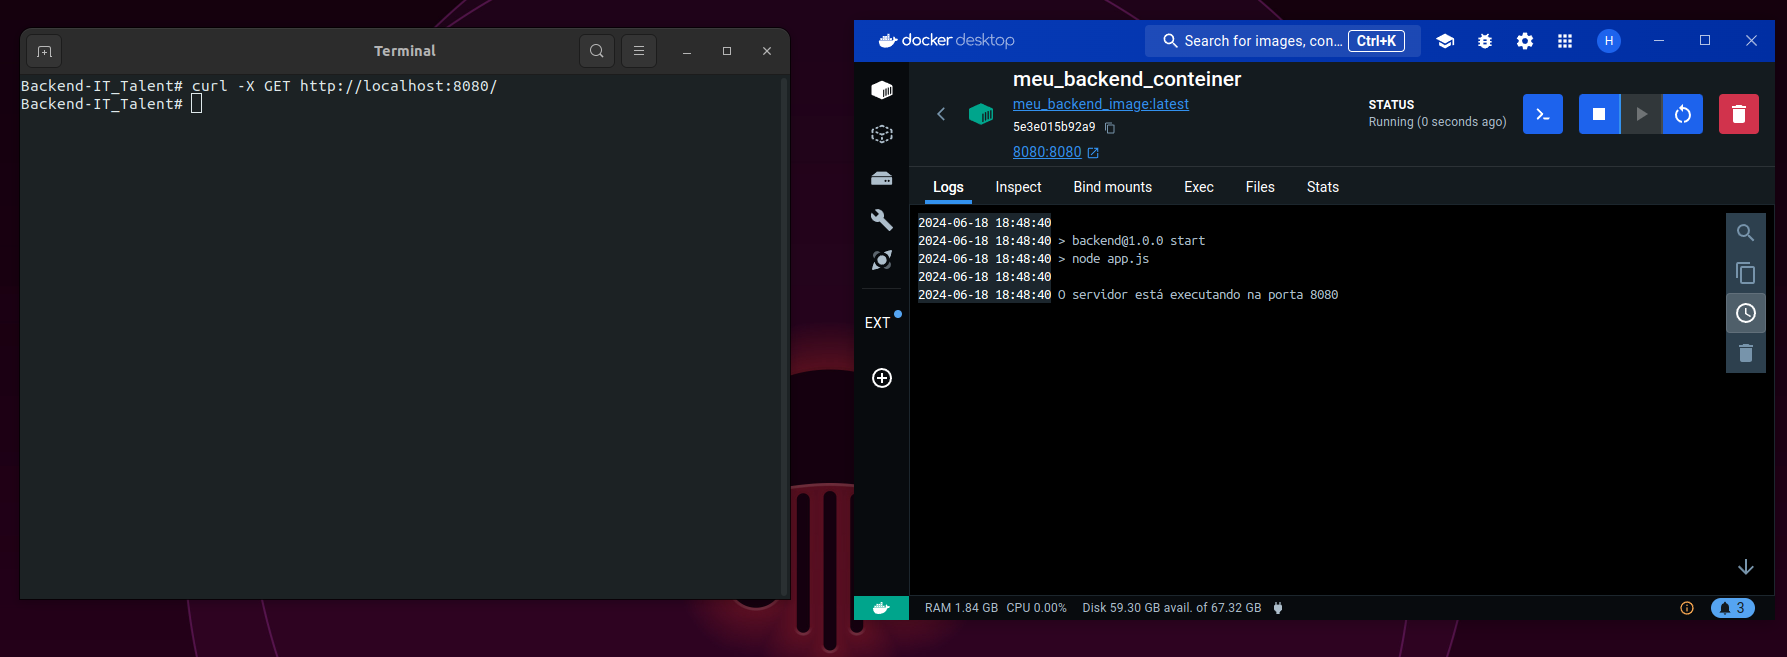 Terminal
Backend-IT_Talent# curl -X GET http://localhost:8080/
Backend-IT_Talent#
docker desktop
Search for images, con... Ctrl+K
H
meu_backend_conteiner
meu_backend_image:latest
5e3e015b92a9
8080:8080
STATUS
Running (0 seconds ago)
Logs Inspect Bind mounts Exec Files Stats
2024-06-18 18:48:40
2024-06-18 18:48:40 > backend@1.0.0 start
2024-06-18 18:48:40 > node app.js
2024-06-18 18:48:40
2024-06-18 18:48:40 O servidor está executando na porta 8080
EXT
RAM 1.84 GB CPU 0.00% Disk 59.30 GB avail. of 67.32 GB
3